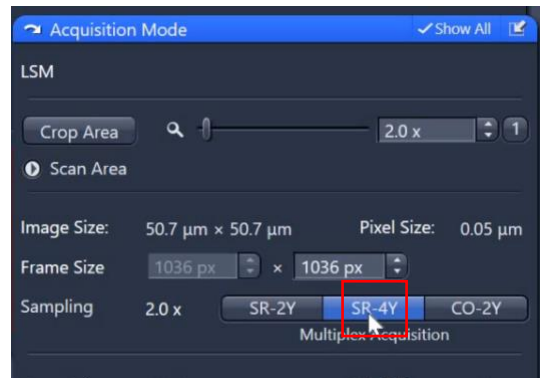 Acquisition Mode Show All
LSM
Crop Area 2.0 x 1
Scan Area
Image Size: 50.7 µm × 50.7 µm Pixel Size: 0.05 µm
Frame Size 1036 px × 1036 px
Sampling 2.0 x SR-2Y SR-4Y CO-2Y
Multiplex Acquisition